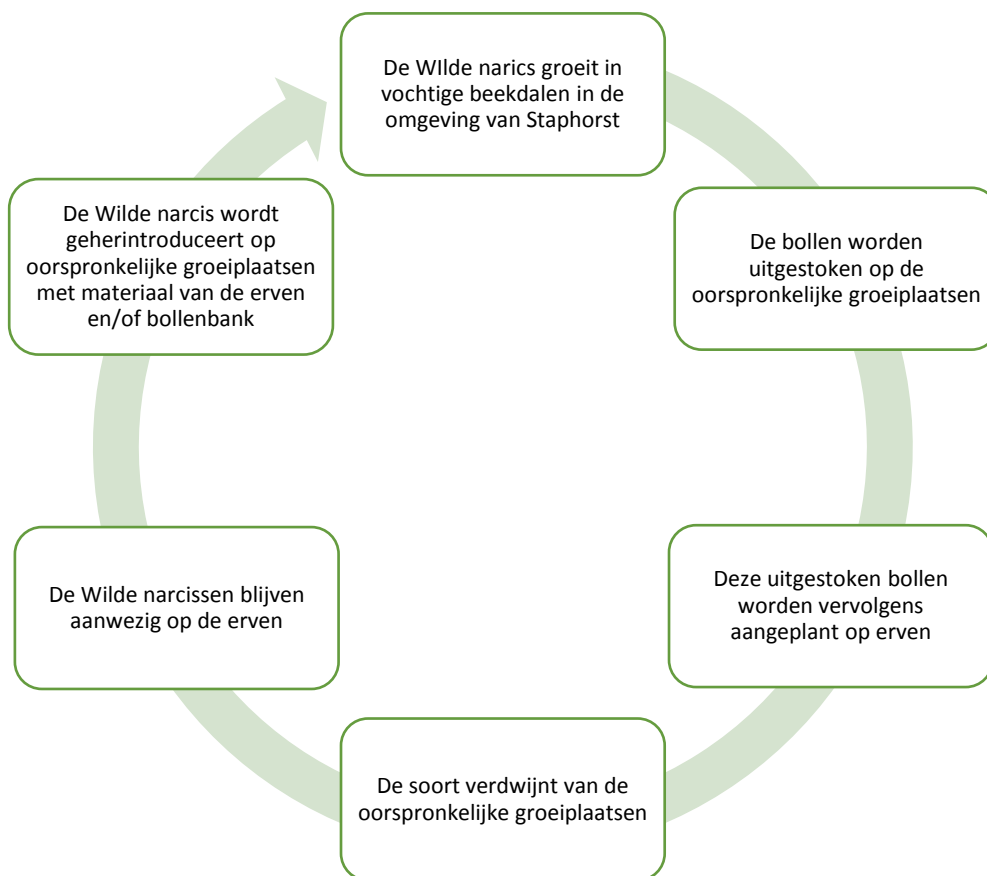 De WIlde narics groeit in
vochtige beekdalen in de
omgeving van Staphorst
De bollen worden
uitgestoken op de
oorspronkelijke groeiplaatsen
Deze uitgestoken bollen
worden vervolgens
aangeplant op erven
De soort verdwijnt van de
oorspronkelijke groeiplaatsen
De Wilde narcissen blijven
aanwezig op de erven
De Wilde narcis wordt
geherintroduceert op
oorspronkelijke groeiplaatsen
met materiaal van de erven
en/of bollenbank